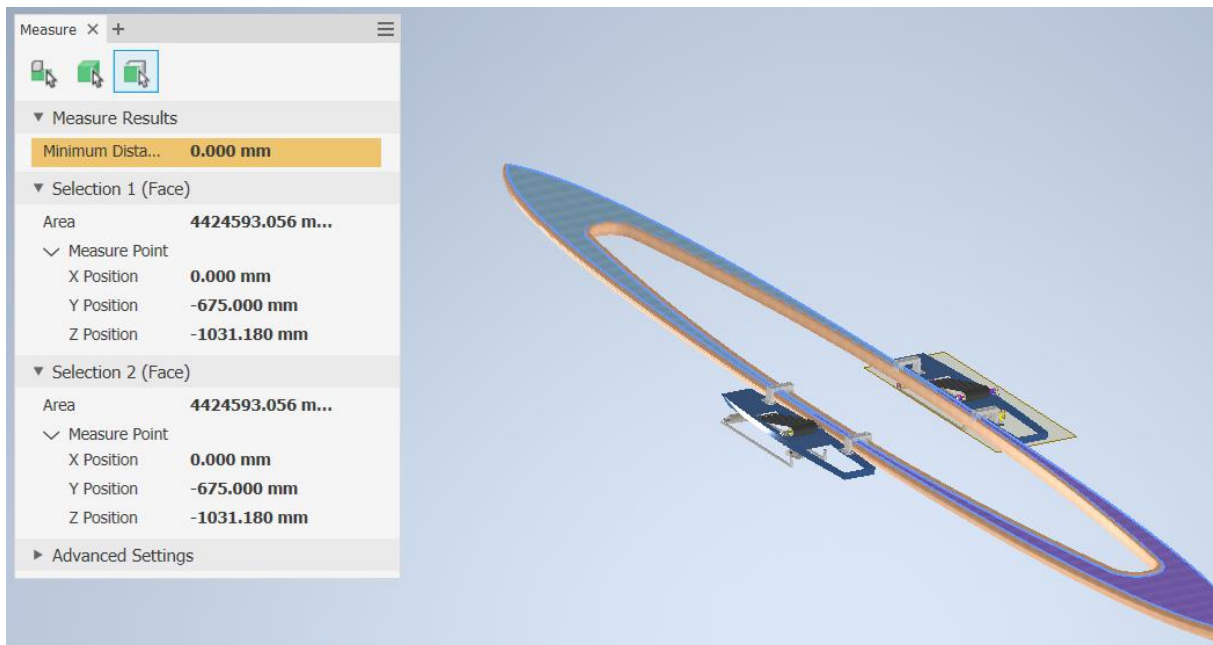 Measure
Measure Results
Minimum Dista... 0.000 mm
Selection 1 (Face)
Area 4424593.056 m...
Measure Point
X Position 0.000 mm
Y Position -675.000 mm
Z Position -1031.180 mm
Selection 2 (Face)
Area 4424593.056 m...
Measure Point
X Position 0.000 mm
Y Position -675.000 mm
Z Position -1031.180 mm
Advanced Settings